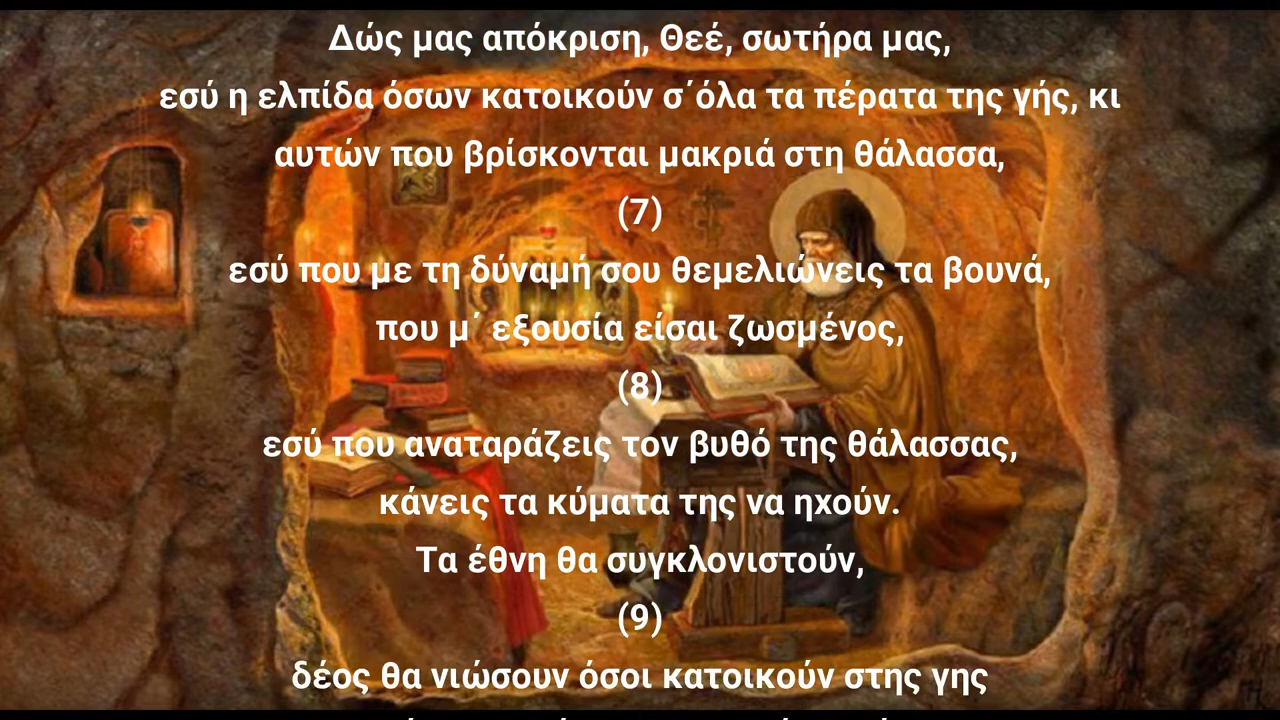 Δώς μας απόκριση, Θεέ, σωτήρα μας,
εσύ η ελπίδα όσων κατοικούν σ΄όλα τα πέρατα της γής, κι
αυτών που βρίσκονται μακριά στη θάλασσα,
(7)
εσύ που με τη δύναμή σου θεμελιώνεις τα βουνά,
που μ΄ εξουσία είσαι ζωσμένος,
(8)
εσύ που αναταράζεις τον βυθό της θάλασσας,
κάνεις τα κύματα της να ηχούν.
Τα έθνη θα συγκλονιστούν,
(9)
δέος θα νιώσουν όσοι κατοικούν στης γης